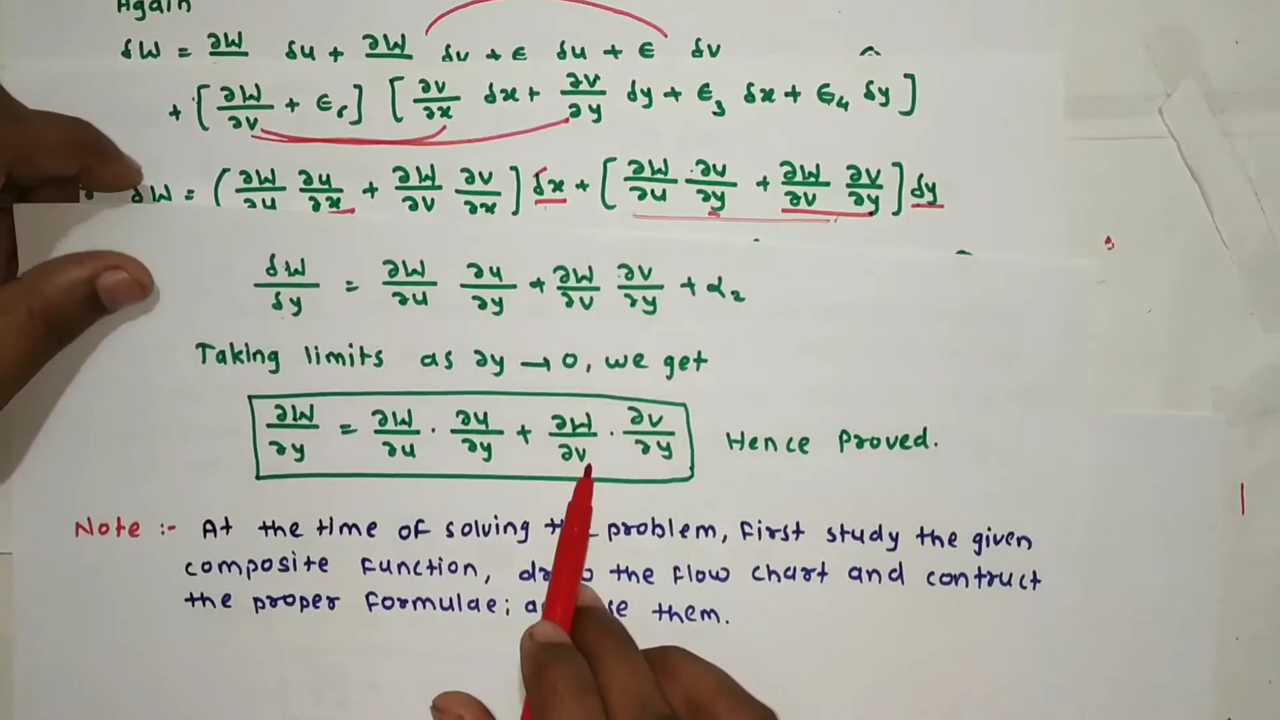 Again
δW = ∂W δu + ∂W δv + ϵ δu + ϵ δv
+ [∂W/∂v + ϵ] [∂v/∂x δx + ∂v/∂y δy + ϵ₃ δx + ϵ₄ δy]
δW = (∂W/∂u ∂u/∂x + ∂W/∂v ∂v/∂x] δx + [∂W/∂u ∂u/∂y + ∂W/∂v ∂v/∂y] δy
δW/δy = ∂W/∂u ∂u/∂y + ∂W/∂v ∂v/∂y + α₂
Taking limits as ∂y → 0, we get
∂W/∂y = ∂W/∂u · ∂u/∂y + ∂W/∂v · ∂v/∂y Hence Proved.
Note :- At the time of solving problem, first study the given
composite function, the flow chart and contruct
the proper formulae; them.